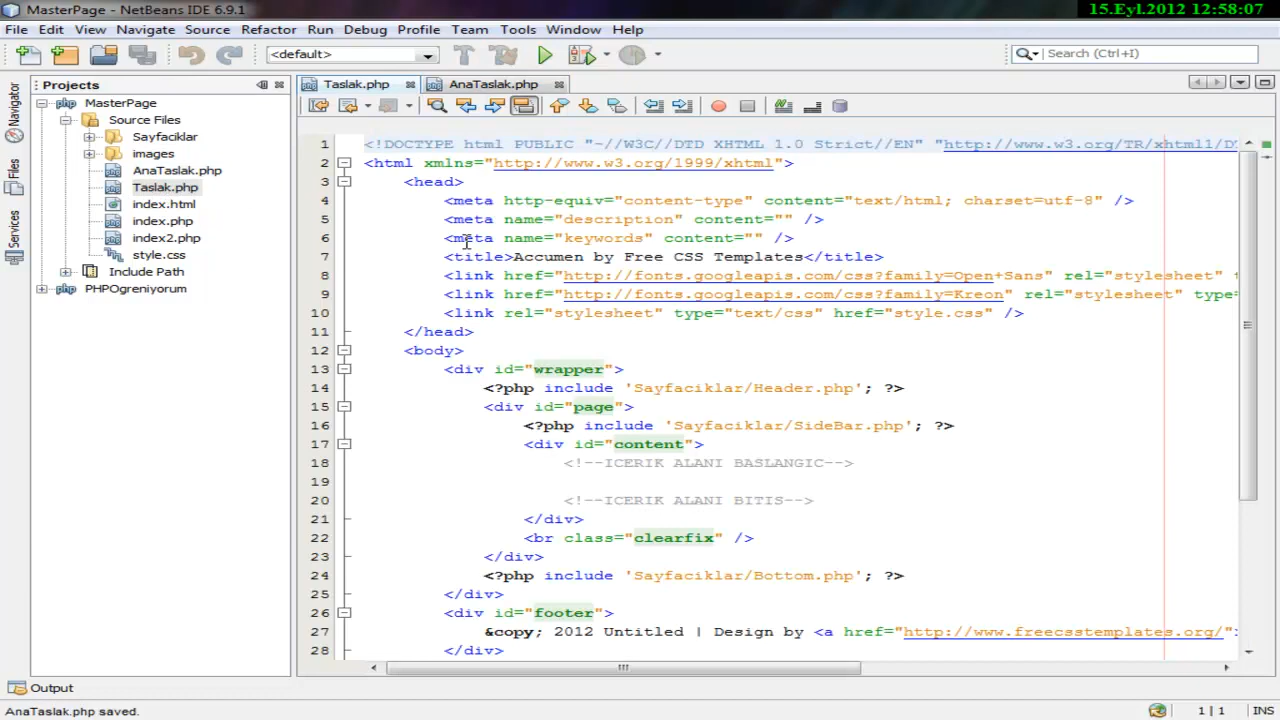 MasterPage - NetBeans IDE 6.9.1
15.Eyl.2012 12:58:07
File Edit View Navigate Source Refactor Run Debug Profile Team Tools Window Help
<default>
Search (Ctrl+I)
Projects
Taslak.php
AnaTaslak.php
Navigator
Files
Services
MasterPage
Source Files
Sayfaciklar
images
AnaTaslak.php
Taslak.php
index.html
index.php
index2.php
style.css
Include Path
PHPOgreniyorum
1 <!DOCTYPE html PUBLIC "-//W3C//DTD XHTML 1.0 Strict//EN" "http://www.w3.org/TR/xhtml1/D
2 <html xmlns="http://www.w3.org/1999/xhtml">
3 <head>
4 <meta http-equiv="content-type" content="text/html; charset=utf-8" />
5 <meta name="description" content="" />
6 <meta name="keywords" content="" />
7 <title>Accumen by Free CSS Templates</title>
8 <link href="http://fonts.googleapis.com/css?family=Open+Sans" rel="stylesheet" t
9 <link href="http://fonts.googleapis.com/css?family=Kreon" rel="stylesheet" type=
10 <link rel="stylesheet" type="text/css" href="style.css" />
11 </head>
12 <body>
13 <div id="wrapper">
14 <?php include 'Sayfaciklar/Header.php'; ?>
15 <div id="page">
16 <?php include 'Sayfaciklar/SideBar.php'; ?>
17 <div id="content">
18 <!--ICERIK ALANI BASLANGIC-->
19
20 <!--ICERIK ALANI BITIS-->
21 </div>
22 <br class="clearfix" />
23 </div>
24 <?php include 'Sayfaciklar/Bottom.php'; ?>
25 </div>
26 <div id="footer">
27 &copy; 2012 Untitled | Design by <a href="http://www.freecsstemplates.org/">
28 </div>
Output
AnaTaslak.php saved.
1 | 1
INS